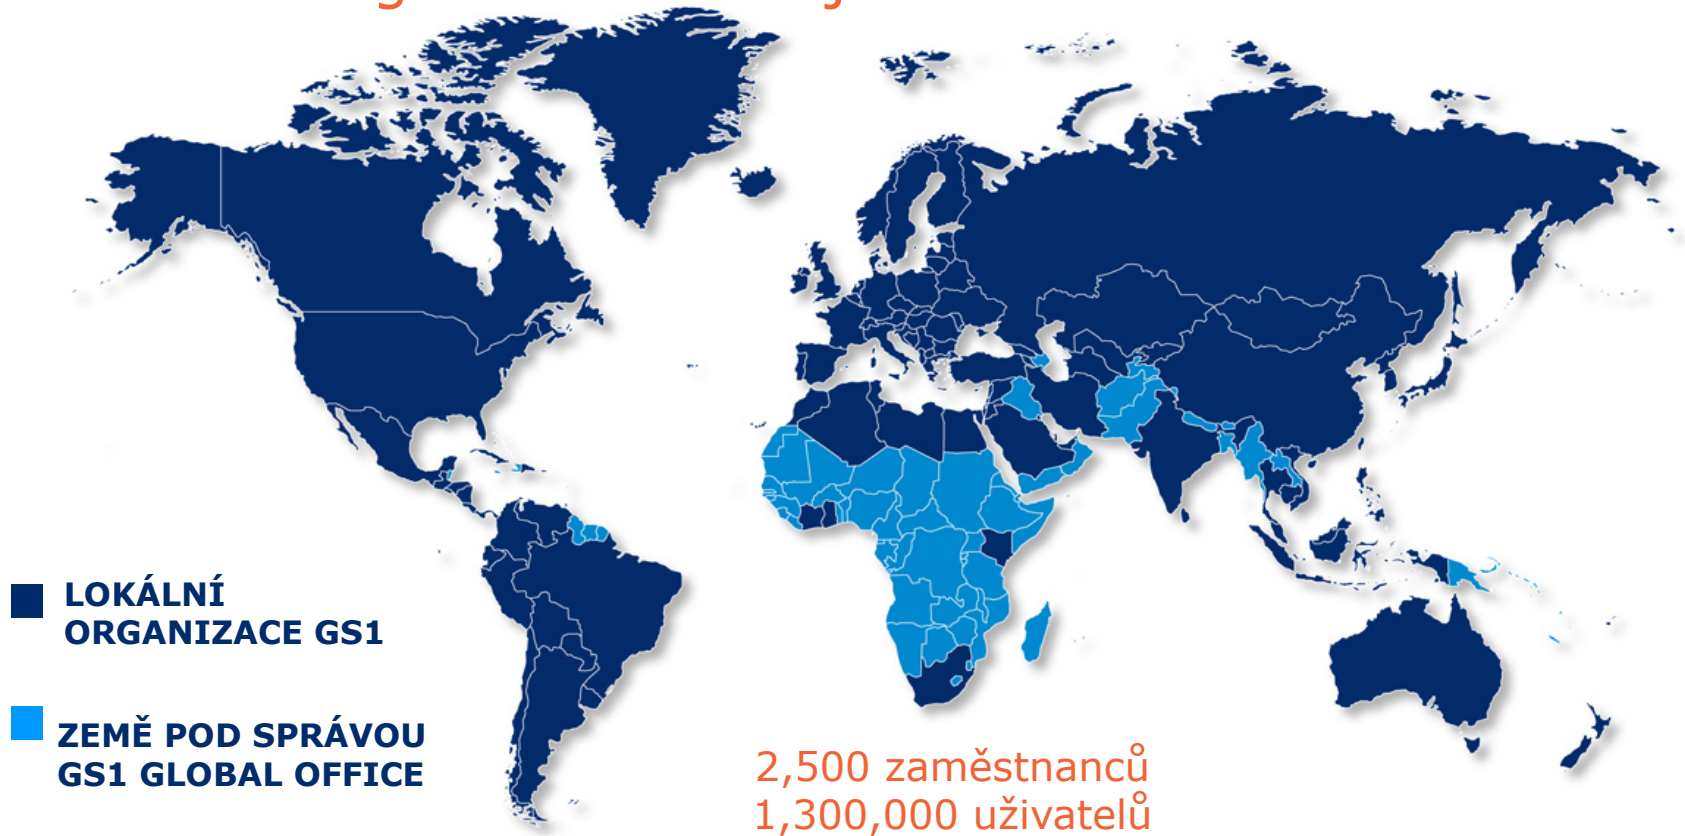 LOKÁLNÍ
ORGANIZACE GS1
ZEMĚ POD SPRÁVOU
GS1 GLOBAL OFFICE
2,500 zaměstnanců
1,300,000 uživatelů